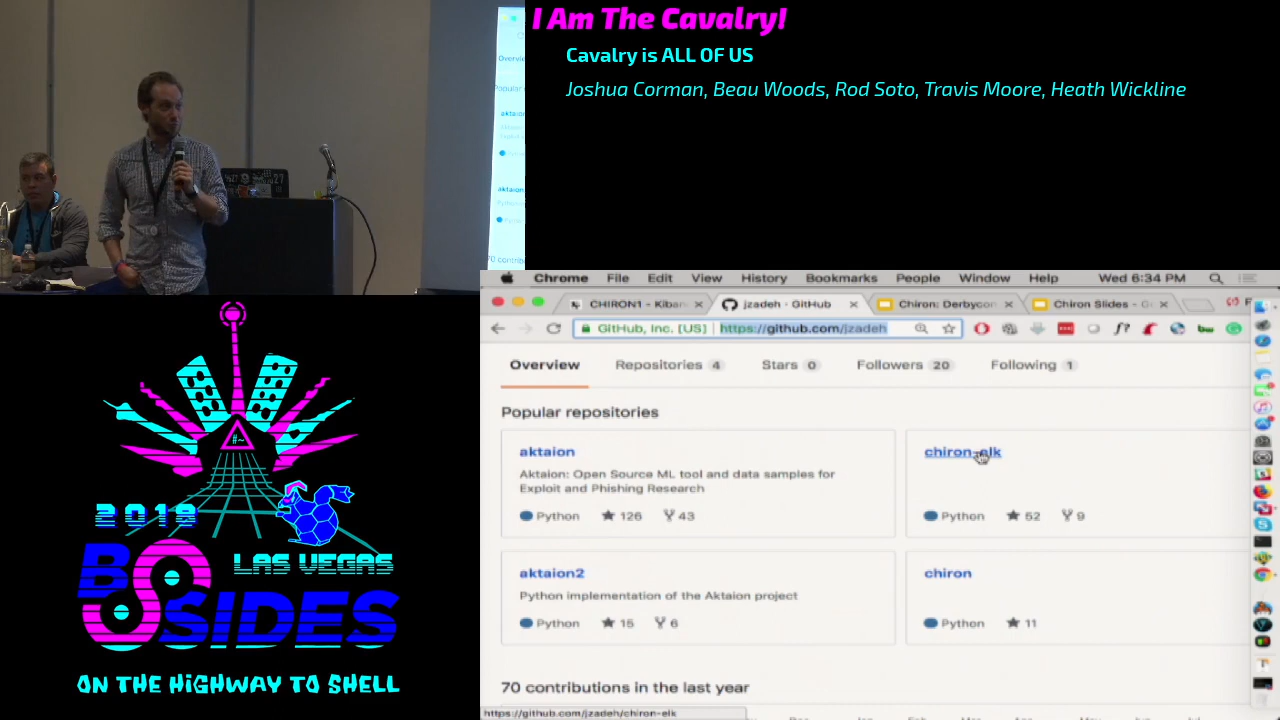 I Am The Cavalry!
Cavalry is ALL OF US
Joshua Corman, Beau Woods, Rod Soto, Travis Moore, Heath Wickline
Chrome File Edit View History Bookmarks People Window Help Wed 6:34 PM
CHIRON1 - Kiban
jzadeh · GitHub
Chiron: Derbycon
Chiron Slides - G
GitHub, Inc. [US] https://github.com/jzadeh
Overview Repositories 4 Stars 0 Followers 20 Following 1
Popular repositories
aktaion
Aktaion: Open Source ML tool and data samples for
Exploit and Phishing Research
Python 126 43
chiron-elk
Python 52 9
aktaion2
Python implementation of the Aktaion project
Python 15 6
chiron
Python 11
70 contributions in the last year
https://github.com/jzadeh/chiron-elk
#~
2018
BSIDES
LAS VEGAS
ON THE HIGHWAY TO SHELL